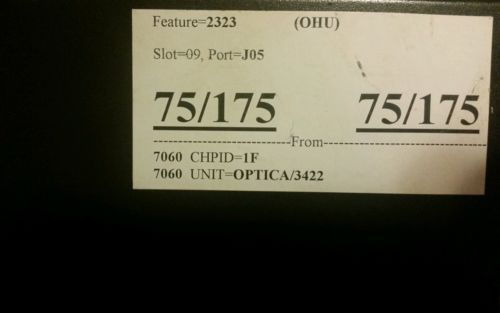 Feature=2323 (OHU)
Slot=09, Port=J05
75/175 75/175
------------------------------From------------------------------
7060 CHPID=1F
7060 UNIT=OPTICA/3422